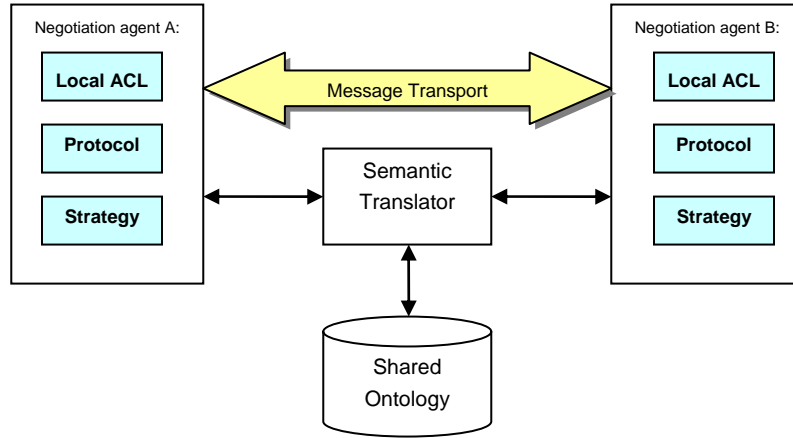 Negotiation agent A:
Local ACL
Protocol
Strategy
Message Transport
Semantic
Translator
Shared
Ontology
Negotiation agent B:
Local ACL
Protocol
Strategy